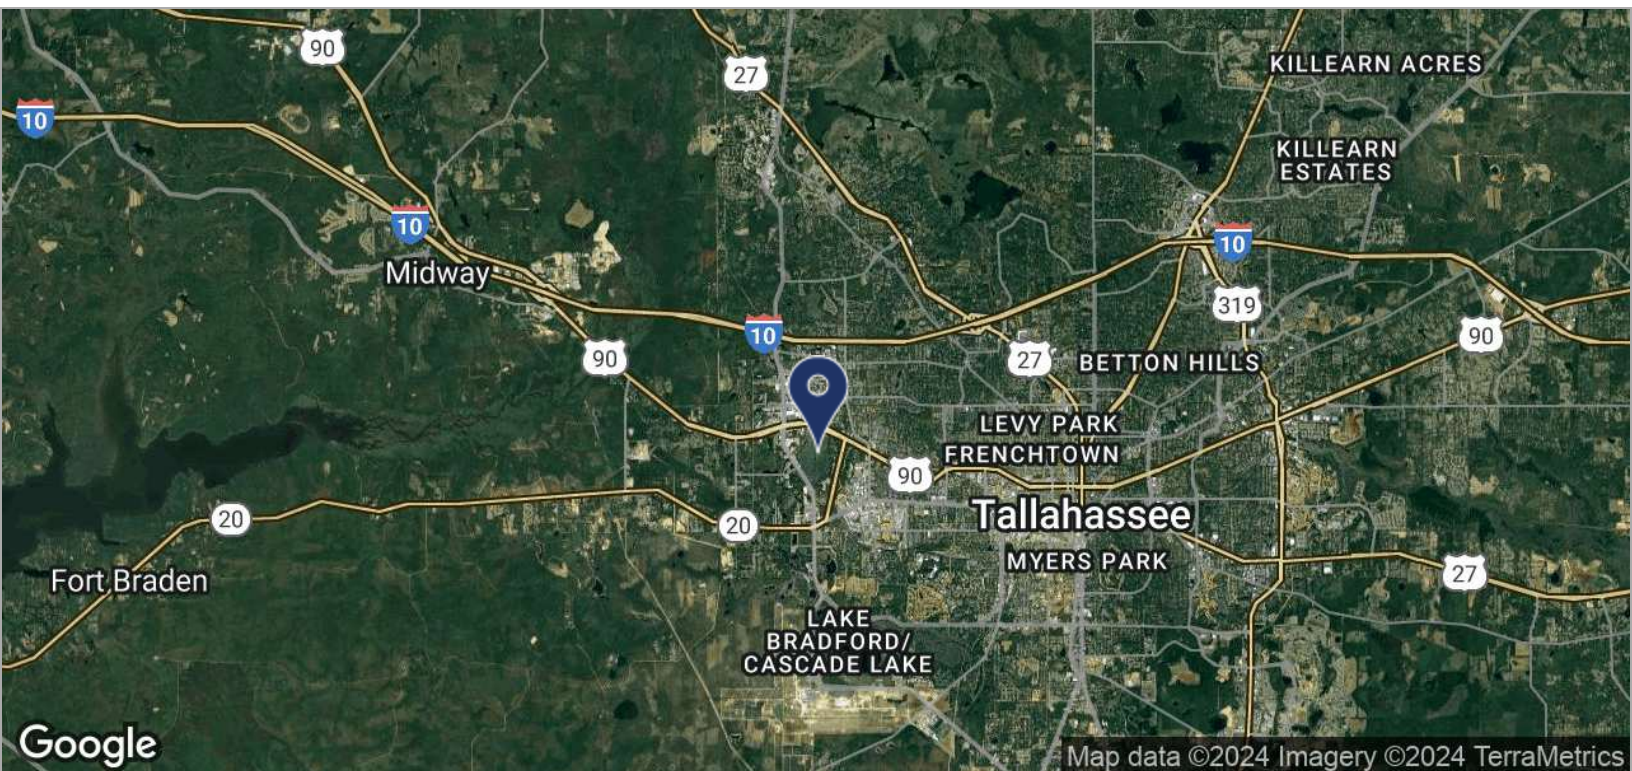 90
27
KILLEARN ACRES
10
KILLEARN
ESTATES
10
10
Midway
319
10
90
90
27
BETTON HILLS
LEVY PARK
FRENCHTOWN
90
20
20
Tallahassee
MYERS PARK
27
Fort Braden
LAKE
BRADFORD/
CASCADE LAKE
Google
Map data ©2024 Imagery ©2024 TerraMetrics